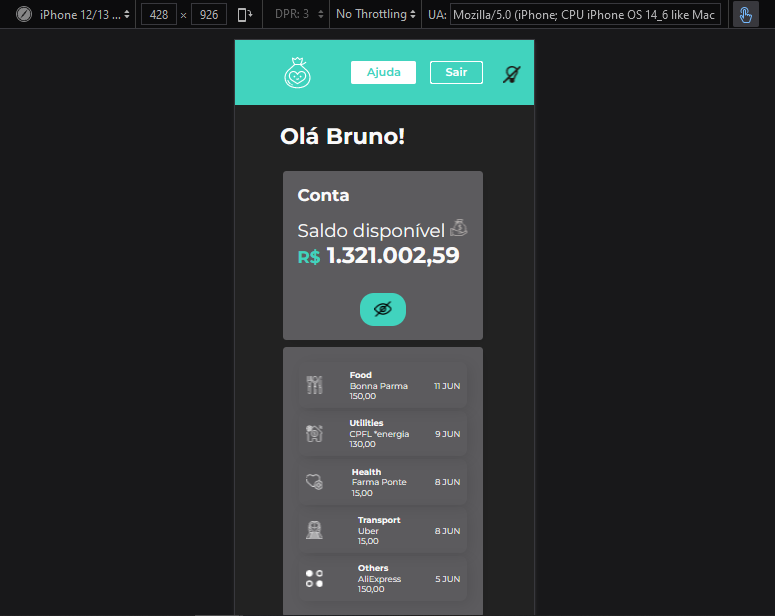 iPhone 12/13 ... 428 × 926 DPR: 3 No Throttling UA: Mozilla/5.0 (iPhone; CPU iPhone OS 14_6 like Mac
Ajuda Sair
Olá Bruno!
Conta
Saldo disponível
R$ 1.321.002,59
Food
Bonna Parma 11 JUN
150,00
Utilities
CPFL *energia 9 JUN
130,00
Health
Farma Ponte 8 JUN
15,00
Transport
Uber 8 JUN
15,00
Others
AliExpress 5 JUN
150,00